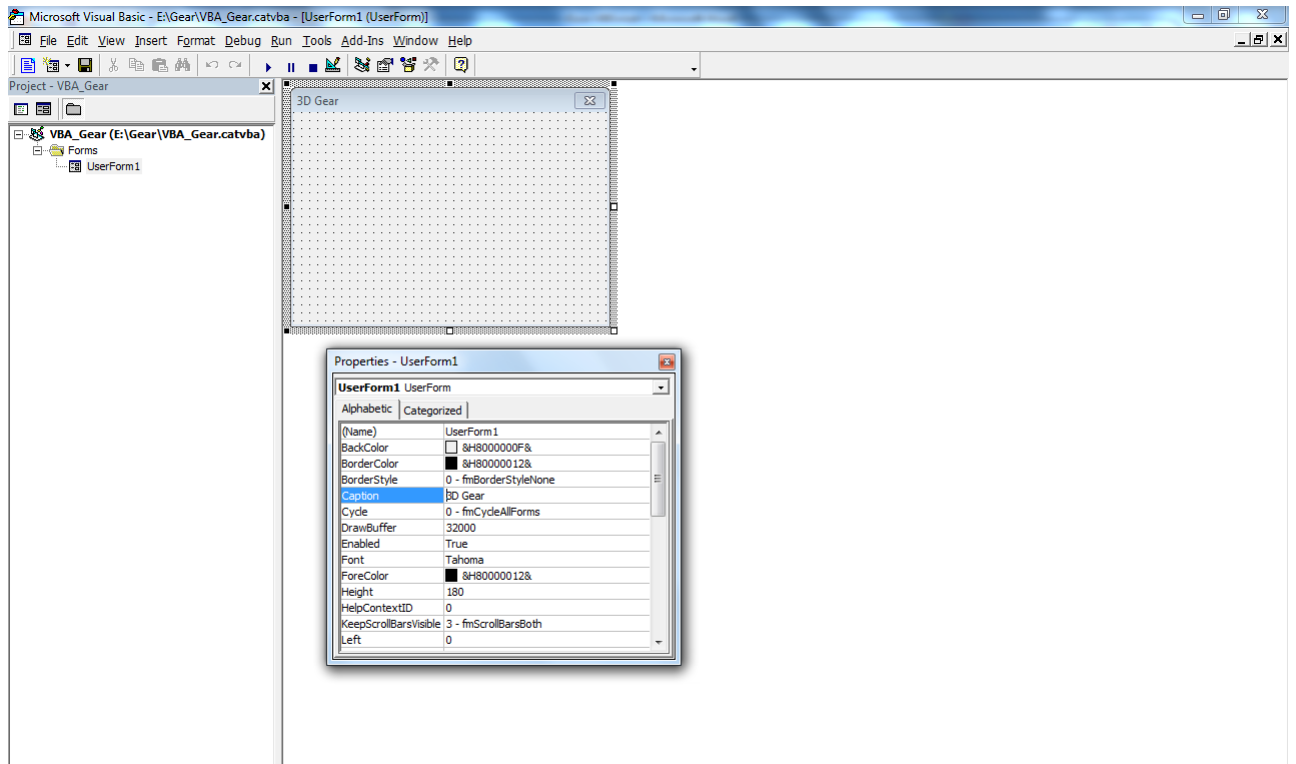 Microsoft Visual Basic - E:\Gear\VBA_Gear.catvba - [UserForm1 (UserForm)]
File Edit View Insert Format Debug Run Tools Add-Ins Window Help
Project - VBA_Gear
VBA_Gear (E:\Gear\VBA_Gear.catvba)
Forms
UserForm1
3D Gear
Properties - UserForm1
UserForm1 UserForm
Alphabetic Categorized
(Name) UserForm1
BackColor &H8000000F&
BorderColor &H80000012&
BorderStyle 0 - fmBorderStyleNone
Caption 3D Gear
Cycle 0 - fmCycleAllForms
DrawBuffer 32000
Enabled True
Font Tahoma
ForeColor &H80000012&
Height 180
HelpContextID 0
KeepScrollBarsVisible 3 - fmScrollBarsBoth
Left 0